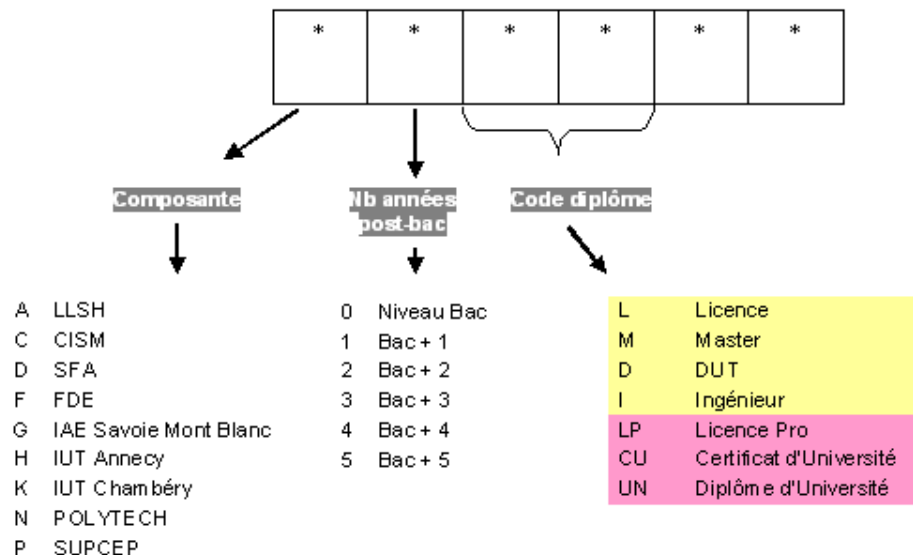 * * * * * *
Composante Nb années post-bac Code diplôme
A LLSH 0 Niveau Bac L Licence
C CISM 1 Bac + 1 M Master
D SFA 2 Bac + 2 D DUT
F FDE 3 Bac + 3 I Ingénieur
G IAE Savoie Mont Blanc 4 Bac + 4 LP Licence Pro
H IUT Annecy 5 Bac + 5 CU Certificat d'Université
K IUT Chambéry UN Diplôme d'Université
N POLYTECH
P SUPCEP